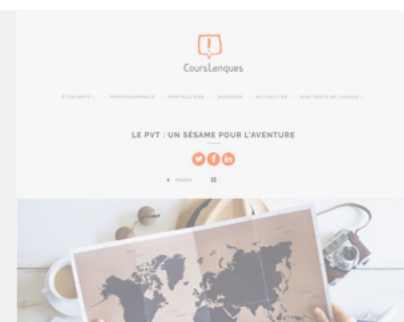 CoursLangues
ÉTUDIANTS PROFESSIONNELS PARTICULIERS DOSSIERS ACTUALITÉS NOS TESTS DE LANGUE
LE PVT : UN SÉSAME POUR L'AVENTURE